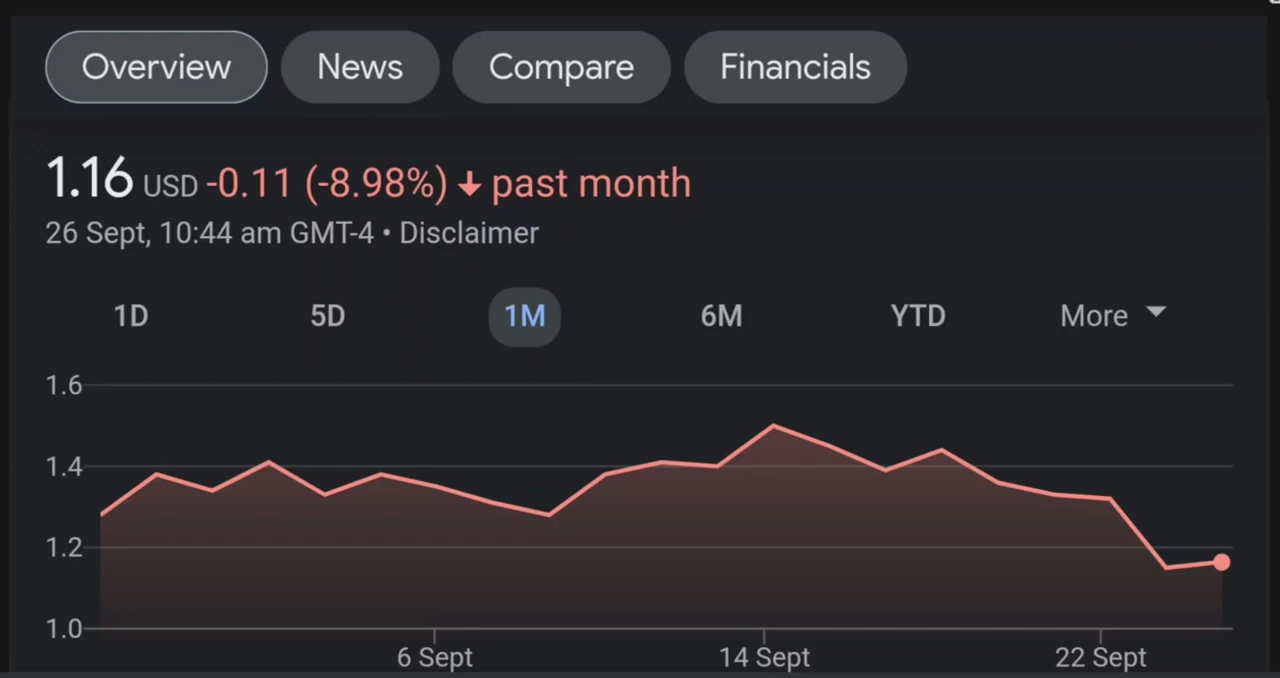 Overview News Compare Financials
1.16 USD -0.11 (-8.98%) ↓ past month
26 Sept, 10:44 am GMT-4 • Disclaimer
1D 5D 1M 6M YTD More
1.6
1.4
1.2
1.0
6 Sept 14 Sept 22 Sept